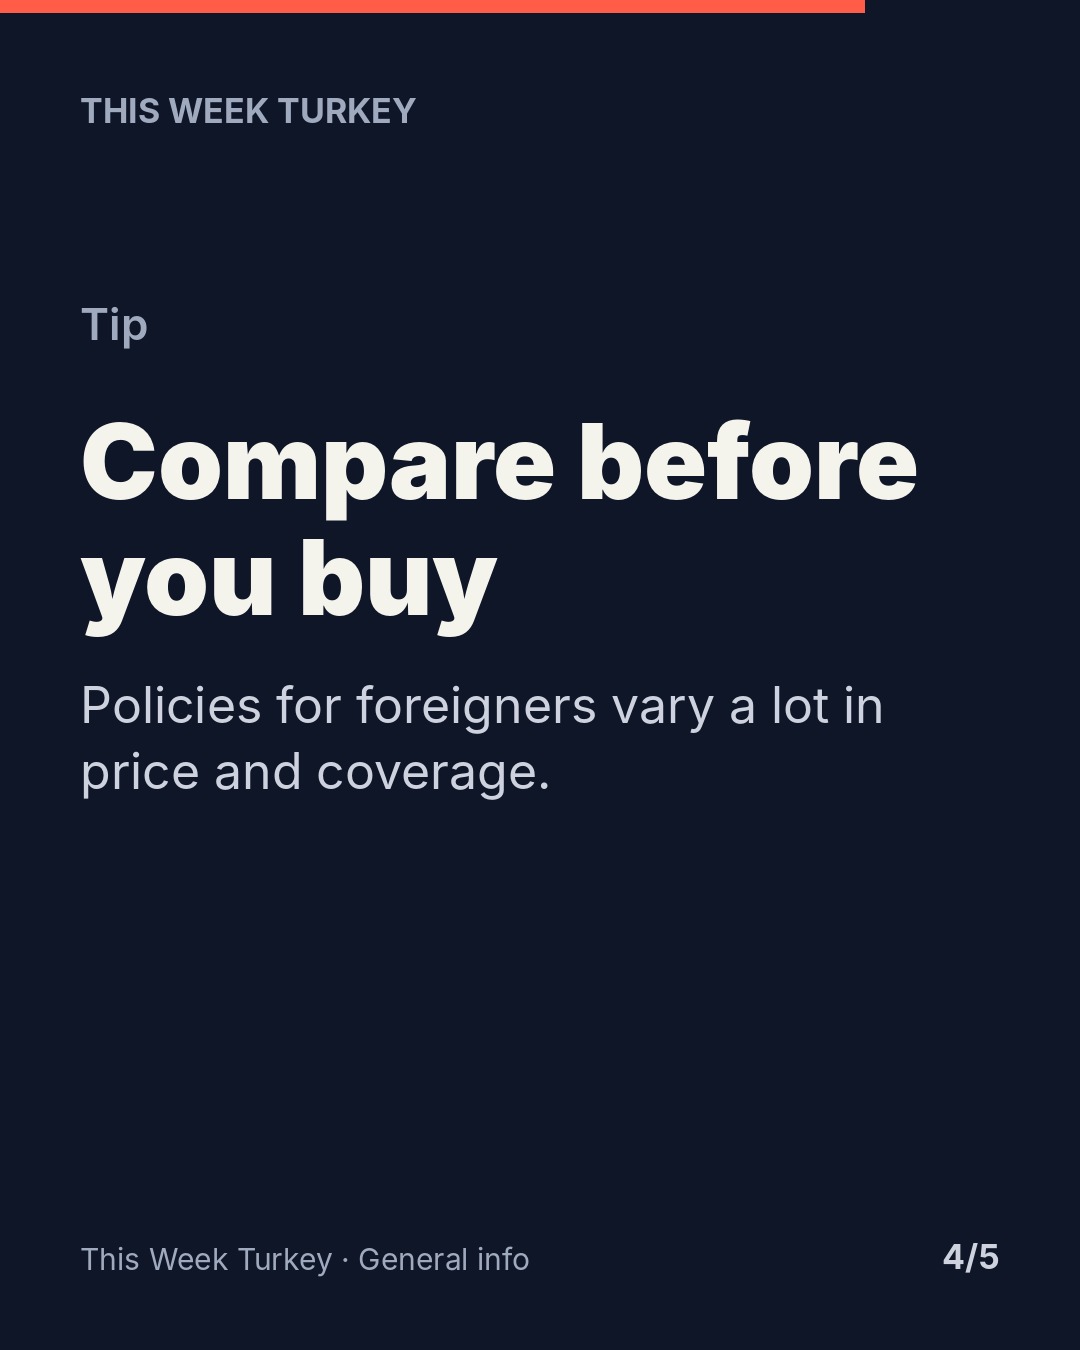 THIS WEEK TURKEY
Tip
Compare before
you buy
Policies for foreigners vary a lot in
price and coverage.
This Week Turkey · General info
4/5